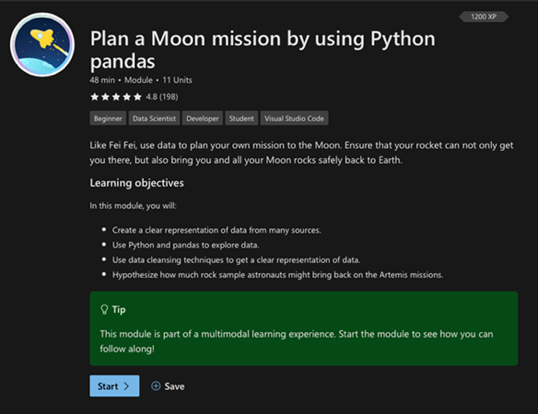 1200 XP
Plan a Moon mission by using Python
pandas
48 min • Module • 11 Units
★★★★★ 4.8 (198)
Beginner Data Scientist Developer Student Visual Studio Code
Like Fei Fei, use data to plan your own mission to the Moon. Ensure that your rocket can not only get
you there, but also bring you and all your Moon rocks safely back to Earth.
Learning objectives
In this module, you will:
• Create a clear representation of data from many sources.
• Use Python and pandas to explore data.
• Use data cleansing techniques to get a clear representation of data.
• Hypothesize how much rock sample astronauts might bring back on the Artemis missions.
Tip
This module is part of a multimodal learning experience. Start the module to see how you can
follow along!
Start > Save